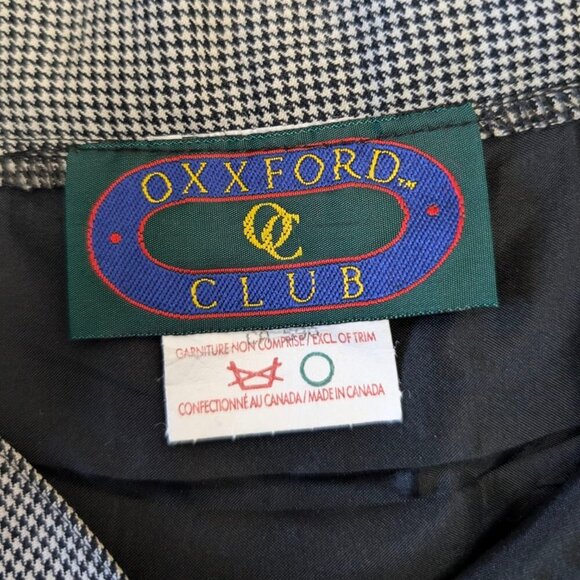 OXXFORD™
OC
CLUB
GARNITURE NON COMPRISE / EXCL. OF TRIM
CONFECTIONNÉ AU CANADA / MADE IN CANADA